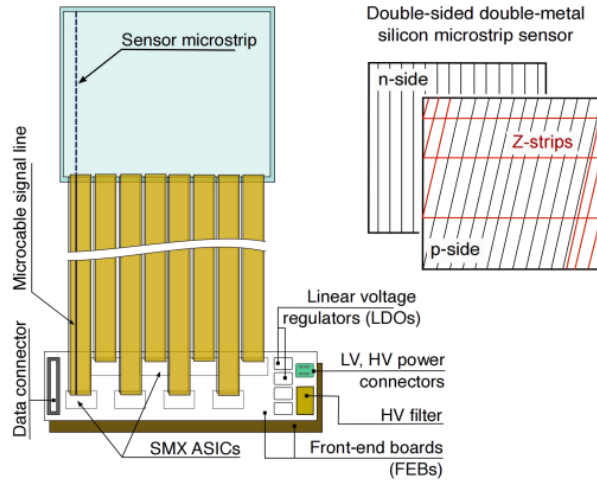 Double-sided double-metal
silicon microstrip sensor
Sensor microstrip
n-side
Z-strips
p-side
Microcable signal line
Linear voltage
regulators (LDOs)
Data connector
LV, HV power
connectors
HV filter
SMX ASICs
Front-end boards
(FEBs)